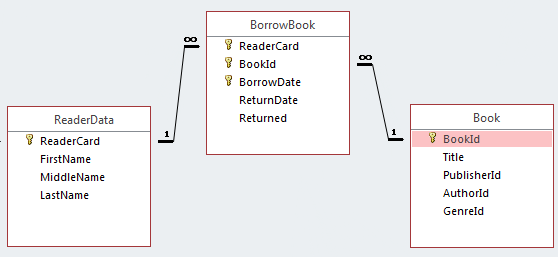 BorrowBook
ReaderCard
BookId
BorrowDate
ReturnDate
Returned
∞
∞
ReaderData
ReaderCard
FirstName
MiddleName
LastName
1
1
Book
BookId
Title
PublisherId
AuthorId
GenreId